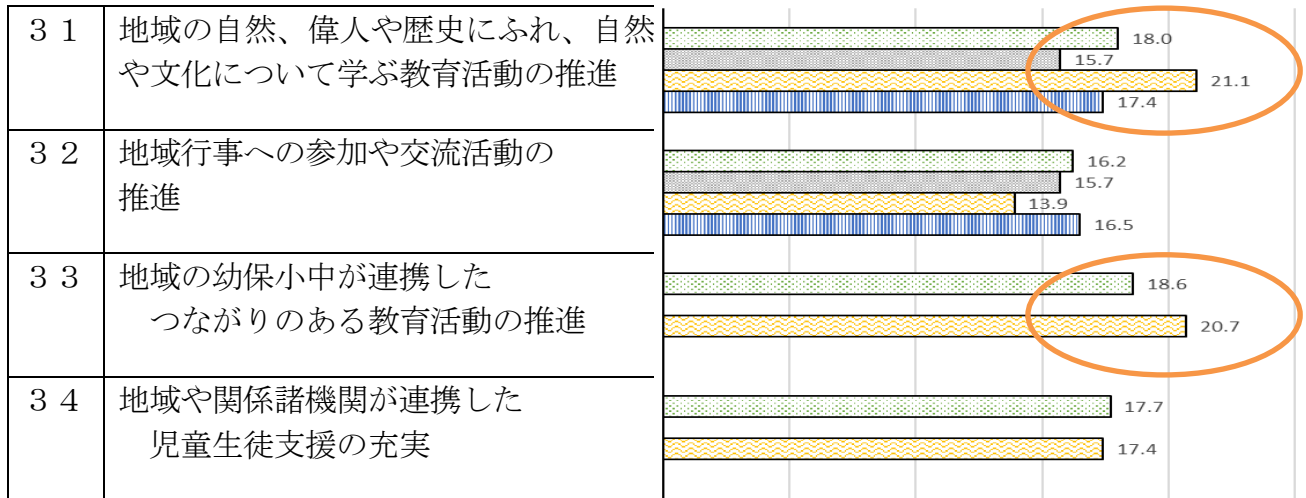 ３１ 地域の自然、偉人や歴史にふれ、自然
や文化について学ぶ教育活動の推進
18.0
15.7
21.1
17.4
３２ 地域行事への参加や交流活動の
推進
16.2
15.7
13.9
16.5
３３ 地域の幼保小中が連携した
つながりのある教育活動の推進
18.6
20.7
３４ 地域や関係諸機関が連携した
児童生徒支援の充実
17.7
17.4